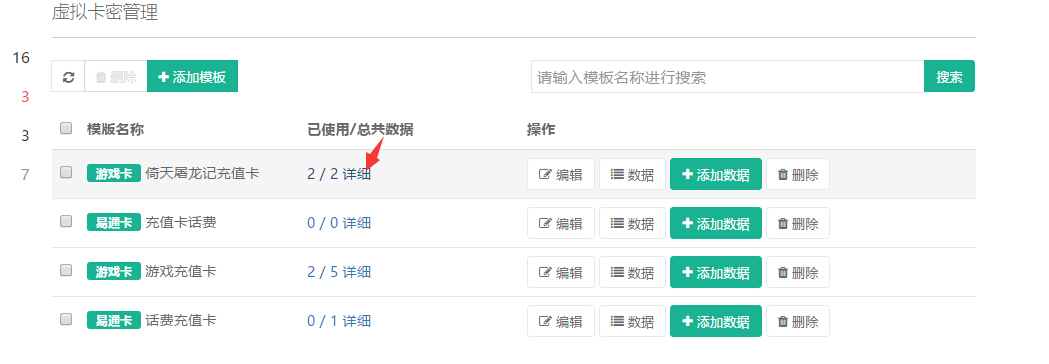 虚拟卡密管理
16
3
3
7
删除 添加模板 请输入模板名称进行搜索 搜索
模版名称 已使用/总共数据 操作
游戏卡 倚天屠龙记充值卡 2 / 2 详细 编辑 数据 添加数据 删除
易通卡 充值卡话费 0 / 0 详细 编辑 数据 添加数据 删除
游戏卡 游戏充值卡 2 / 5 详细 编辑 数据 添加数据 删除
易通卡 话费充值卡 0 / 1 详细 编辑 数据 添加数据 删除